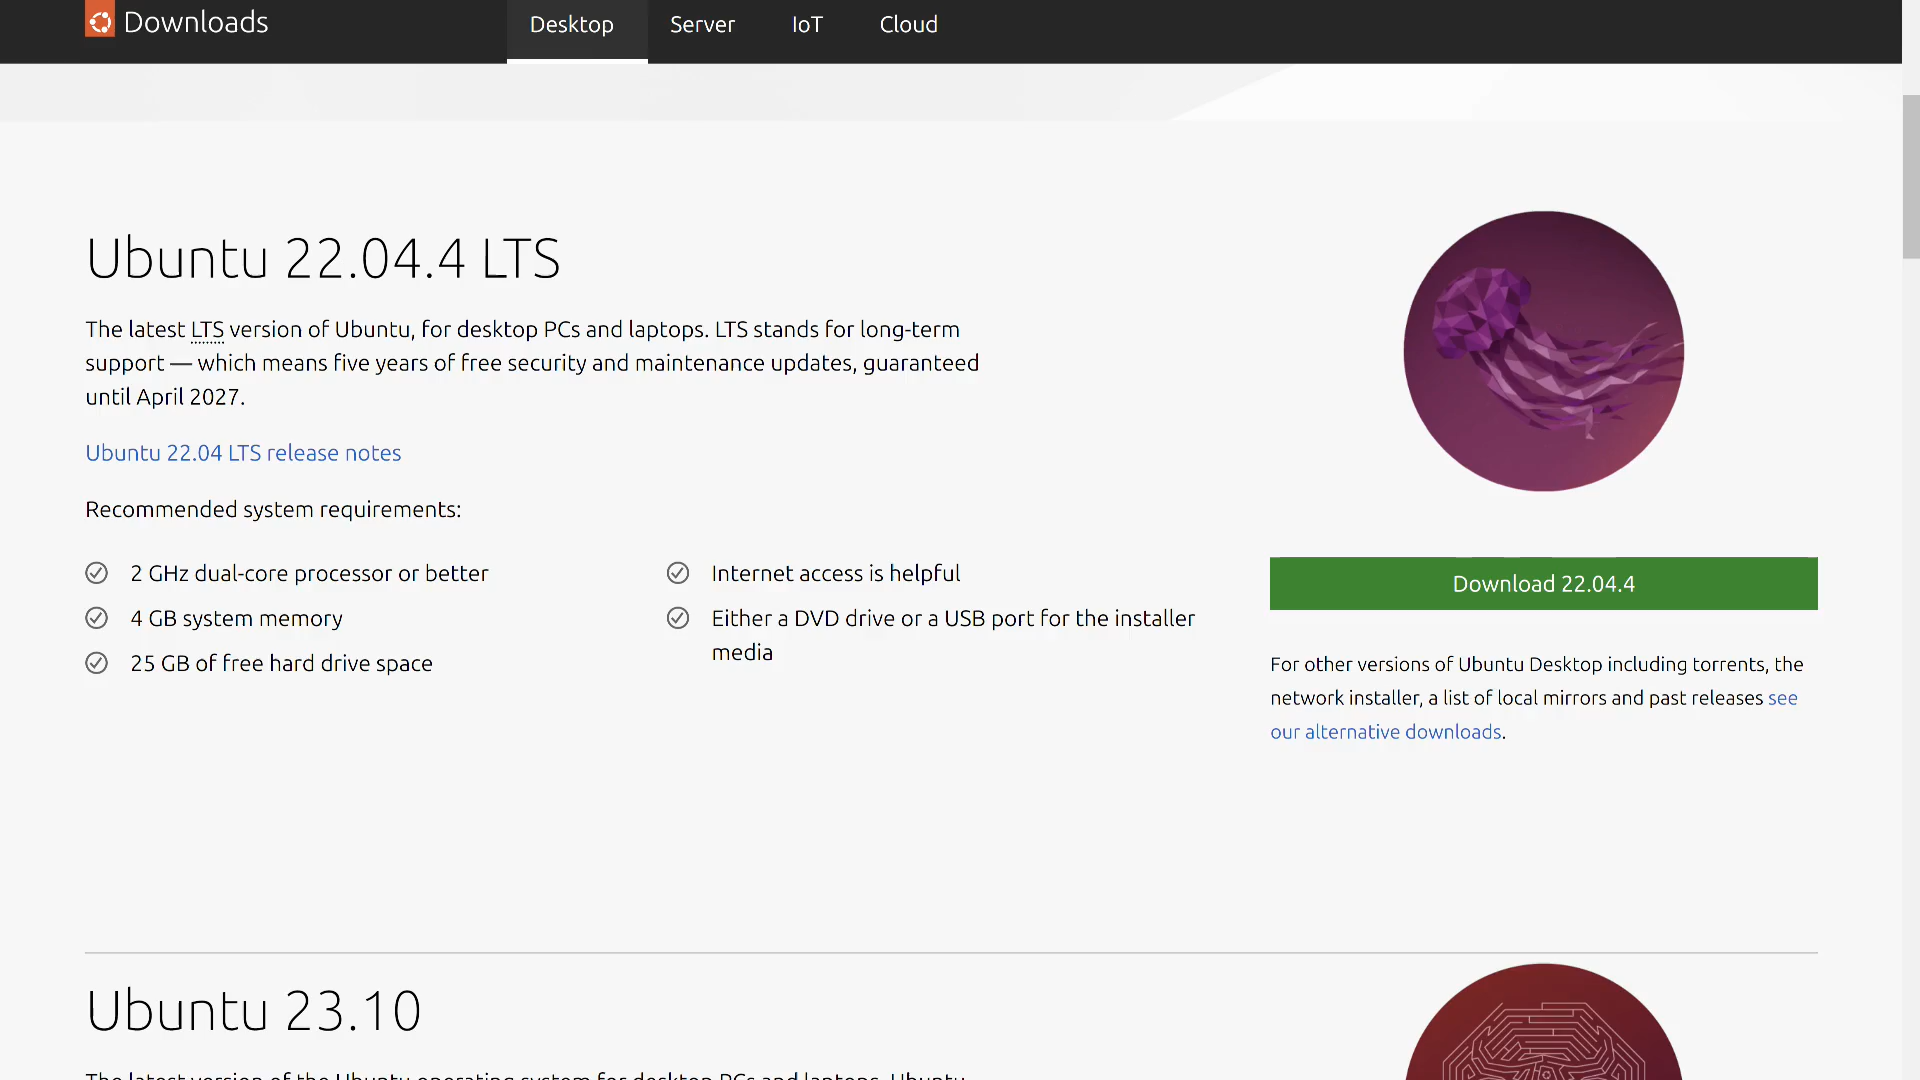 Downloads
Desktop
Server
IoT
Cloud
Ubuntu 22.04.4 LTS
The latest LTS version of Ubuntu, for desktop PCs and laptops. LTS stands for long-term
support — which means five years of free security and maintenance updates, guaranteed
until April 2027.
Ubuntu 22.04 LTS release notes
Recommended system requirements:
2 GHz dual-core processor or better
4 GB system memory
25 GB of free hard drive space
Internet access is helpful
Either a DVD drive or a USB port for the installer
media
Download 22.04.4
For other versions of Ubuntu Desktop including torrents, the
network installer, a list of local mirrors and past releases see
our alternative downloads.
Ubuntu 23.10
The latest version of the Ubuntu operating system for desktop PCs and laptops. Ubuntu